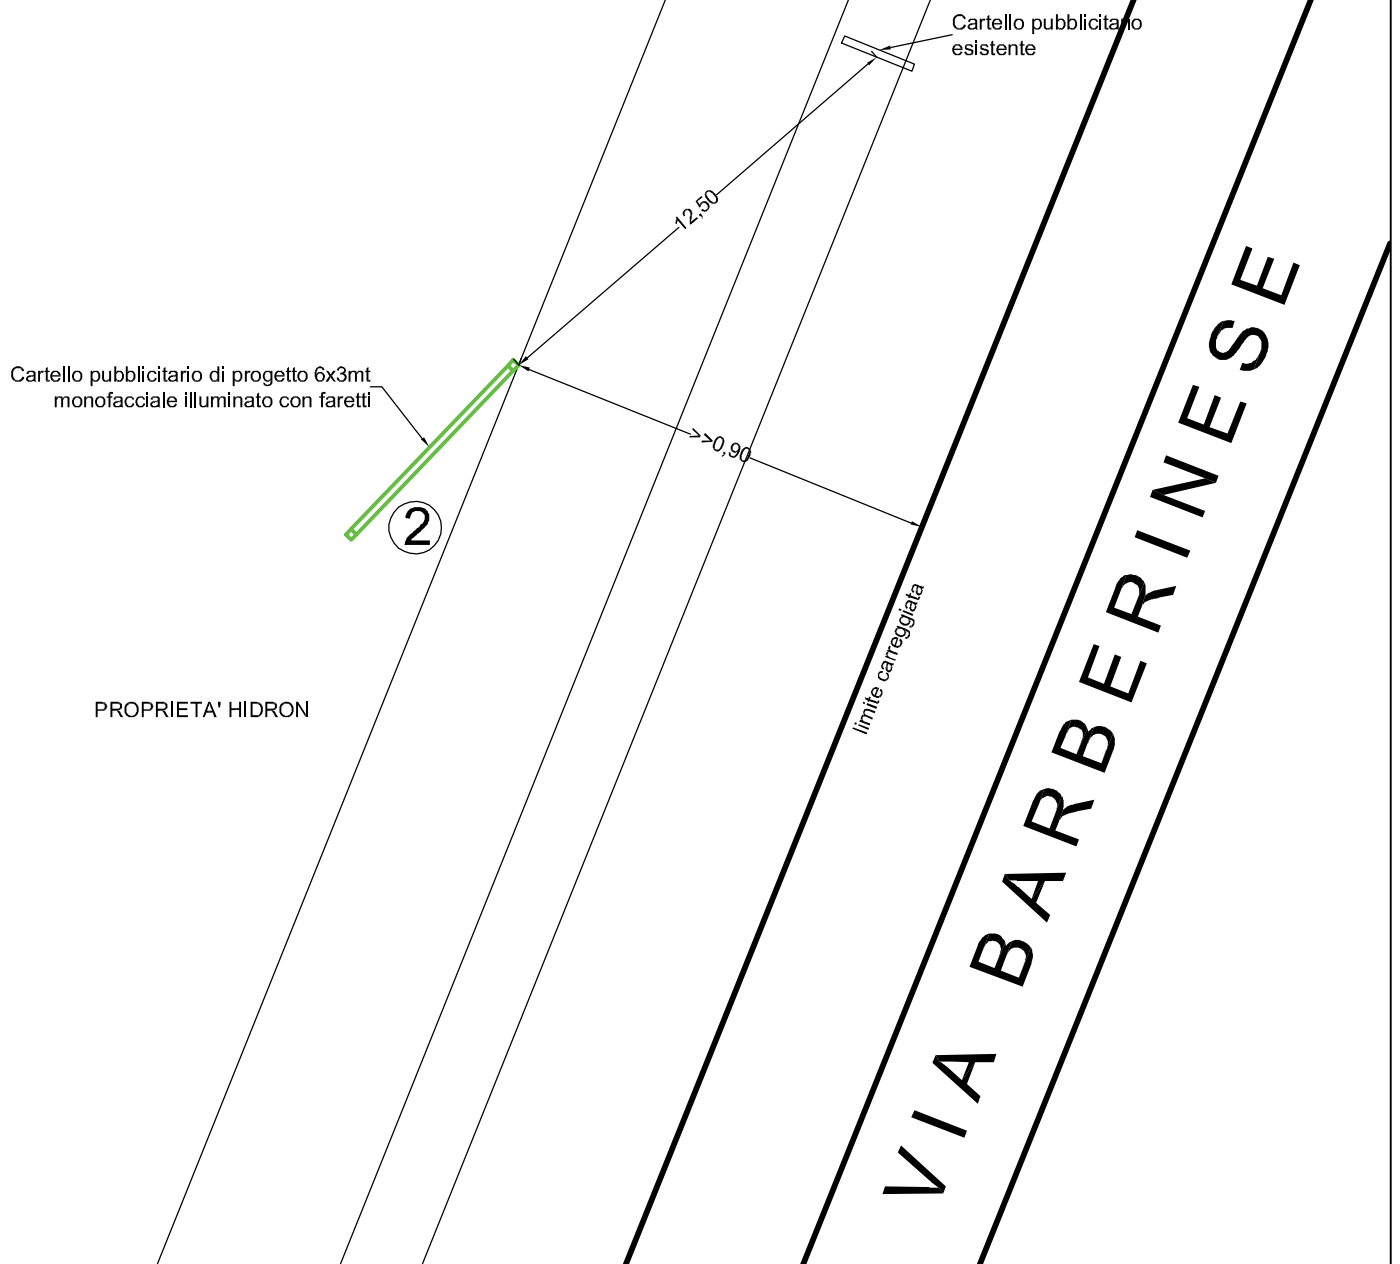 Cartello pubblicitario
esistente
12,50
Cartello pubblicitario di progetto 6x3mt
monofacciale illuminato con faretti
>>0,90
2
limite carreggiata
PROPRIETA' HIDRON
VIA BARBERINESE